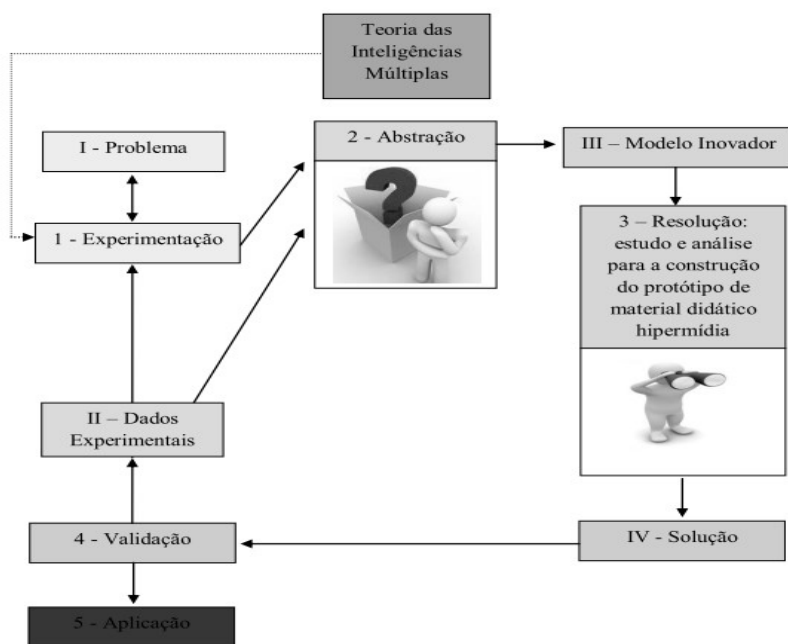 Teoria das
Inteligências
Múltiplas
I - Problema
2 - Abstração
III – Modelo Inovador
1 - Experimentação
3 – Resolução:
estudo e análise
para a construção
do protótipo de
material didático
hipermídia
II – Dados
Experimentais
4 - Validação
IV - Solução
5 - Aplicação